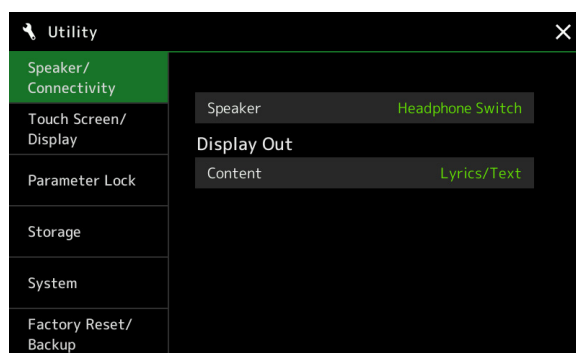 Utility
Speaker/
Connectivity
Touch Screen/
Display
Parameter Lock
Storage
System
Factory Reset/
Backup
Speaker Headphone Switch
Display Out
Content Lyrics/Text